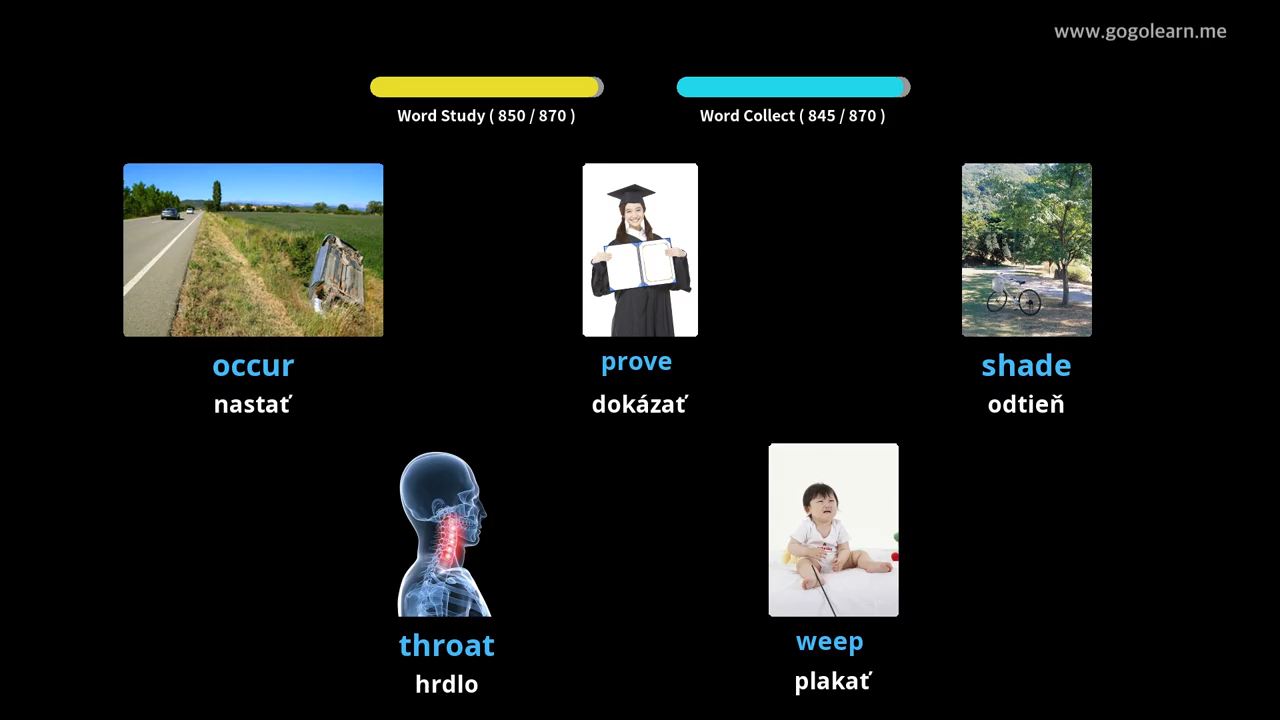 www.gogolearn.me
Word Study ( 850 / 870 )
Word Collect ( 845 / 870 )
occur
nastať
prove
dokázať
shade
odtieň
throat
hrdlo
weep
plakať